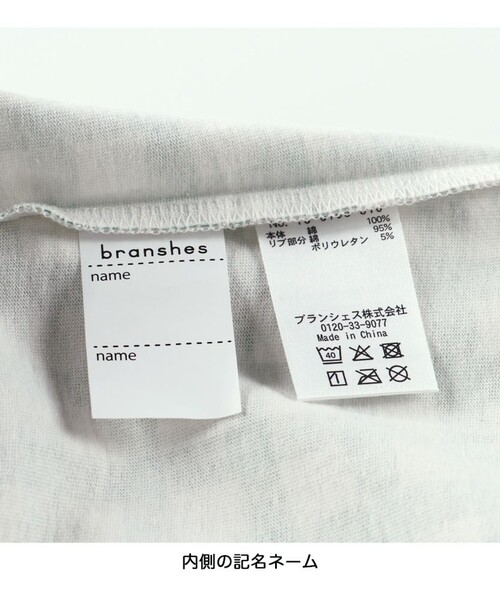 branshes
name
name
本体 綿 100%
リブ部分 綿 95%
ポリウレタン 5%
ブランシェス株式会社
0120-33-9077
Made in China
40
内側の記名ネーム